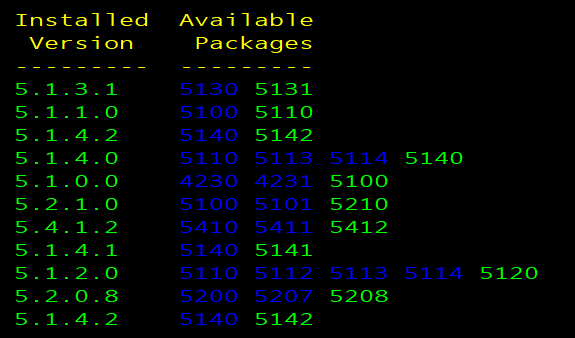 Installed  Available
 Version    Packages
---------  ---------
5.1.3.1    5130 5131
5.1.1.0    5100 5110
5.1.4.2    5140 5142
5.1.4.0    5110 5113 5114 5140
5.1.0.0    4230 4231 5100
5.2.1.0    5100 5101 5210
5.4.1.2    5410 5411 5412
5.1.4.1    5140 5141
5.1.2.0    5110 5112 5113 5114 5120
5.2.0.8    5200 5207 5208
5.1.4.2    5140 5142